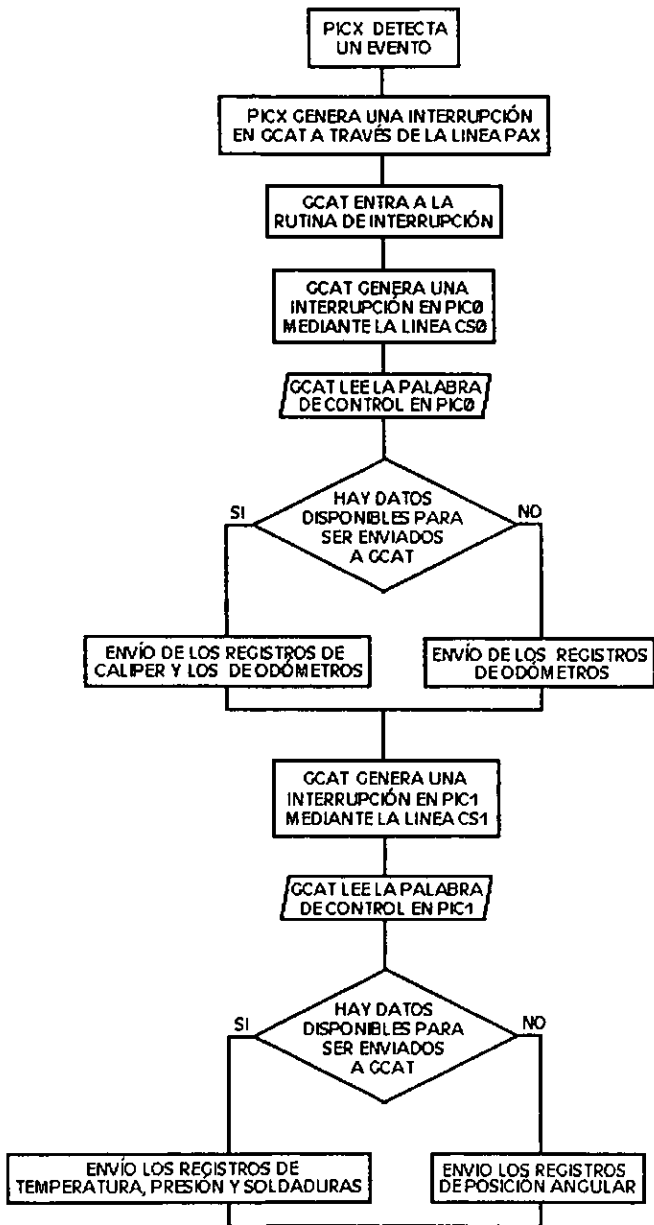 PICX DETECTA
UN EVENTO
PICX GENERA UNA INTERRUPCIÓN
EN GCAT A TRAVÉS DE LA LINEA PAX
GCAT ENTRA A LA
RUTINA DE INTERRUPCIÓN
GCAT GENERA UNA
INTERRUPCIÓN EN PIC0
MEDIANTE LA LINEA CS0
GCAT LEE LA PALABRA
DE CONTROL EN PIC0
HAY DATOS
DISPONIBLES PARA
SER ENVIADOS
A GCAT
SI
NO
ENVÍO DE LOS REGISTROS DE
CALIPER Y LOS DE ODÓMETROS
ENVÍO DE LOS REGISTROS
DE ODÓMETROS
GCAT GENERA UNA
INTERRUPCIÓN EN PIC1
MEDIANTE LA LINEA CS1
GCAT LEE LA PALABRA
DE CONTROL EN PIC1
HAY DATOS
DISPONIBLES PARA
SER ENVIADOS
A GCAT
SI
NO
ENVÍO LOS REGISTROS DE
TEMPERATURA, PRESIÓN Y SOLDADURAS
ENVIO LOS REGISTROS
DE POSICIÓN ANGULAR